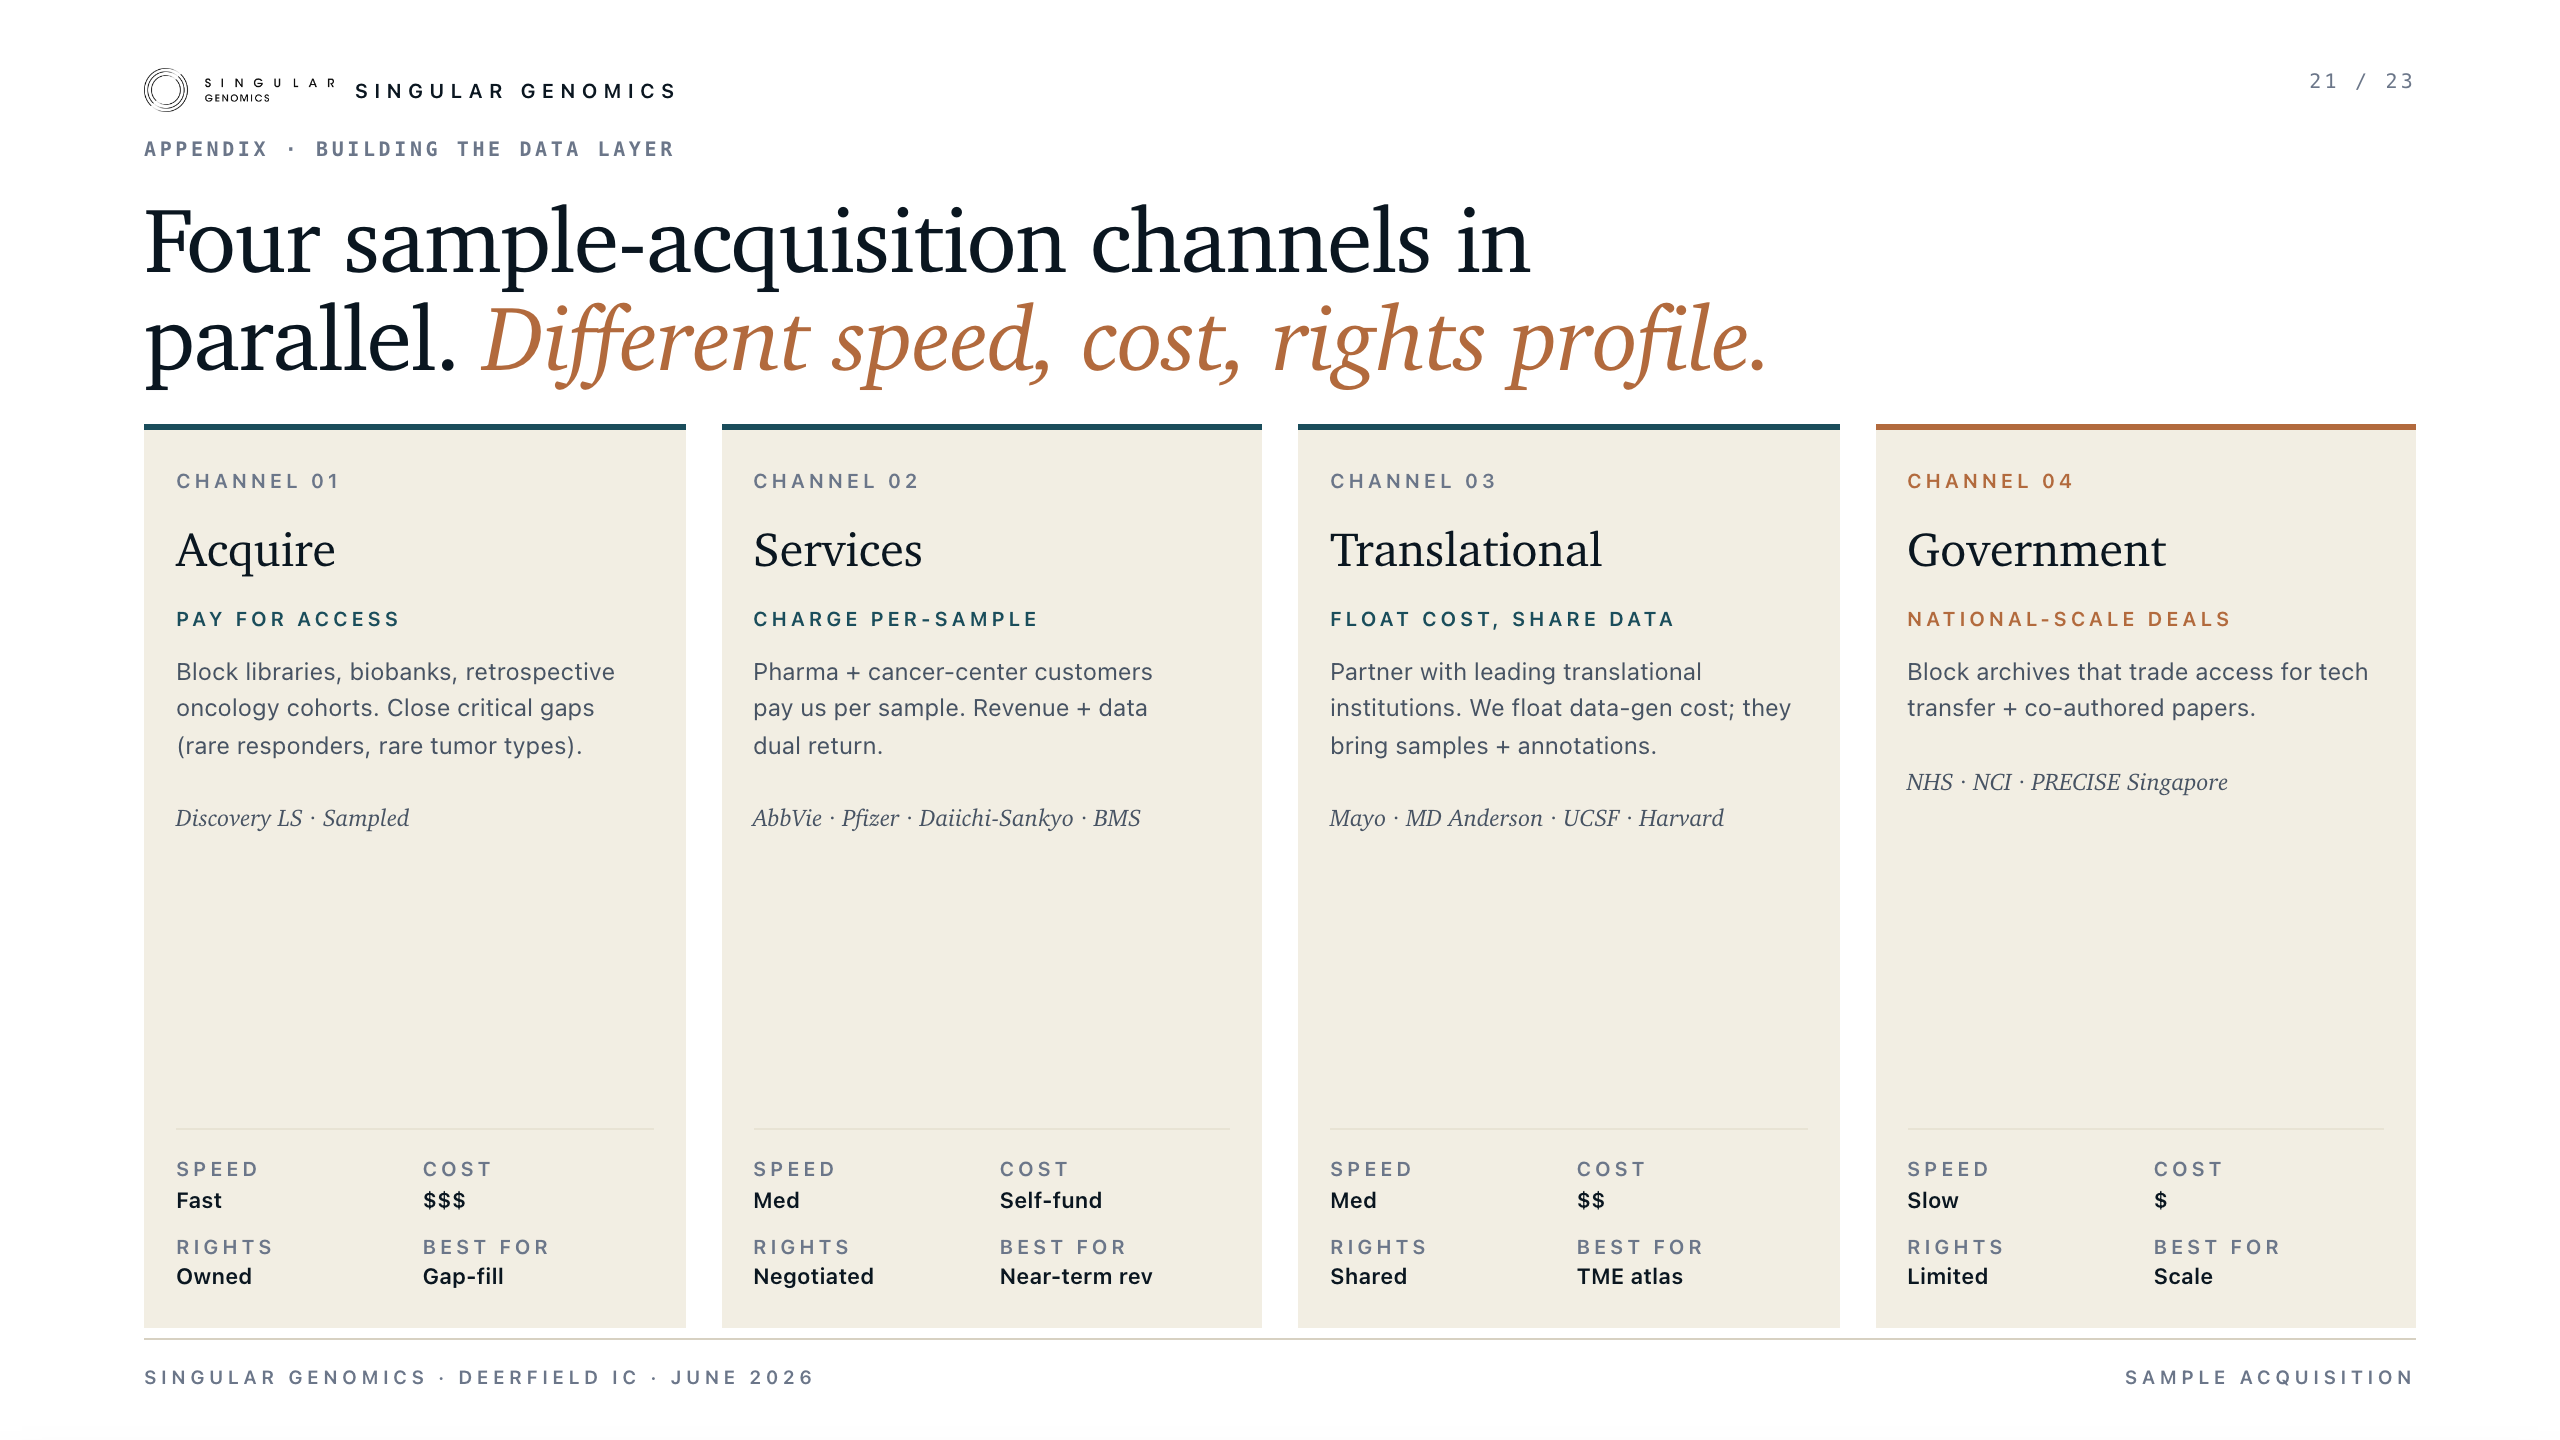 SINGULAR
GENOMICS
SINGULAR GENOMICS
21 / 23
APPENDIX · BUILDING THE DATA LAYER
Four sample-acquisition channels in
parallel. Different speed, cost, rights profile.
CHANNEL 01
Acquire
PAY FOR ACCESS
Block libraries, biobanks, retrospective
oncology cohorts. Close critical gaps
(rare responders, rare tumor types).
Discovery LS · Sampled
SPEED COST
Fast $$$
RIGHTS BEST FOR
Owned Gap-fill
CHANNEL 02
Services
CHARGE PER-SAMPLE
Pharma + cancer-center customers
pay us per sample. Revenue + data
dual return.
AbbVie · Pfizer · Daiichi-Sankyo · BMS
SPEED COST
Med Self-fund
RIGHTS BEST FOR
Negotiated Near-term rev
CHANNEL 03
Translational
FLOAT COST, SHARE DATA
Partner with leading translational
institutions. We float data-gen cost; they
bring samples + annotations.
Mayo · MD Anderson · UCSF · Harvard
SPEED COST
Med $$
RIGHTS BEST FOR
Shared TME atlas
CHANNEL 04
Government
NATIONAL-SCALE DEALS
Block archives that trade access for tech
transfer + co-authored papers.
NHS · NCI · PRECISE Singapore
SPEED COST
Slow $
RIGHTS BEST FOR
Limited Scale
SINGULAR GENOMICS · DEERFIELD IC · JUNE 2026
SAMPLE ACQUISITION